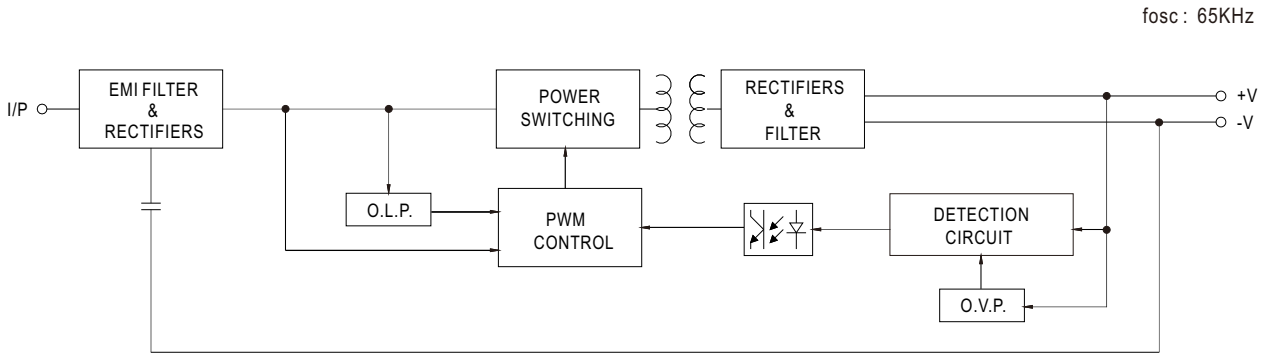 fosc : 65KHz
I/P
EMI FILTER
&
RECTIFIERS
POWER
SWITCHING
RECTIFIERS
&
FILTER
+V
-V
O.L.P.
PWM
CONTROL
DETECTION
CIRCUIT
O.V.P.